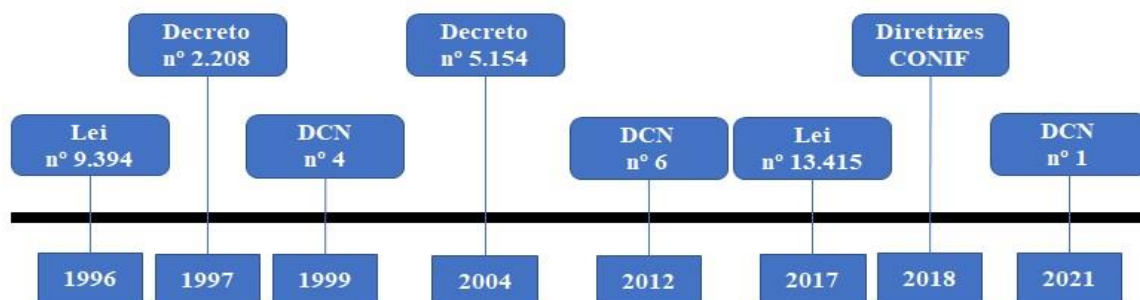 Decreto
nº 2.208
Decreto
nº 5.154
Diretrizes
CONIF
Lei
nº 9.394
DCN
nº 4
DCN
nº 6
Lei
nº 13.415
DCN
nº 1
1996
1997
1999
2004
2012
2017
2018
2021